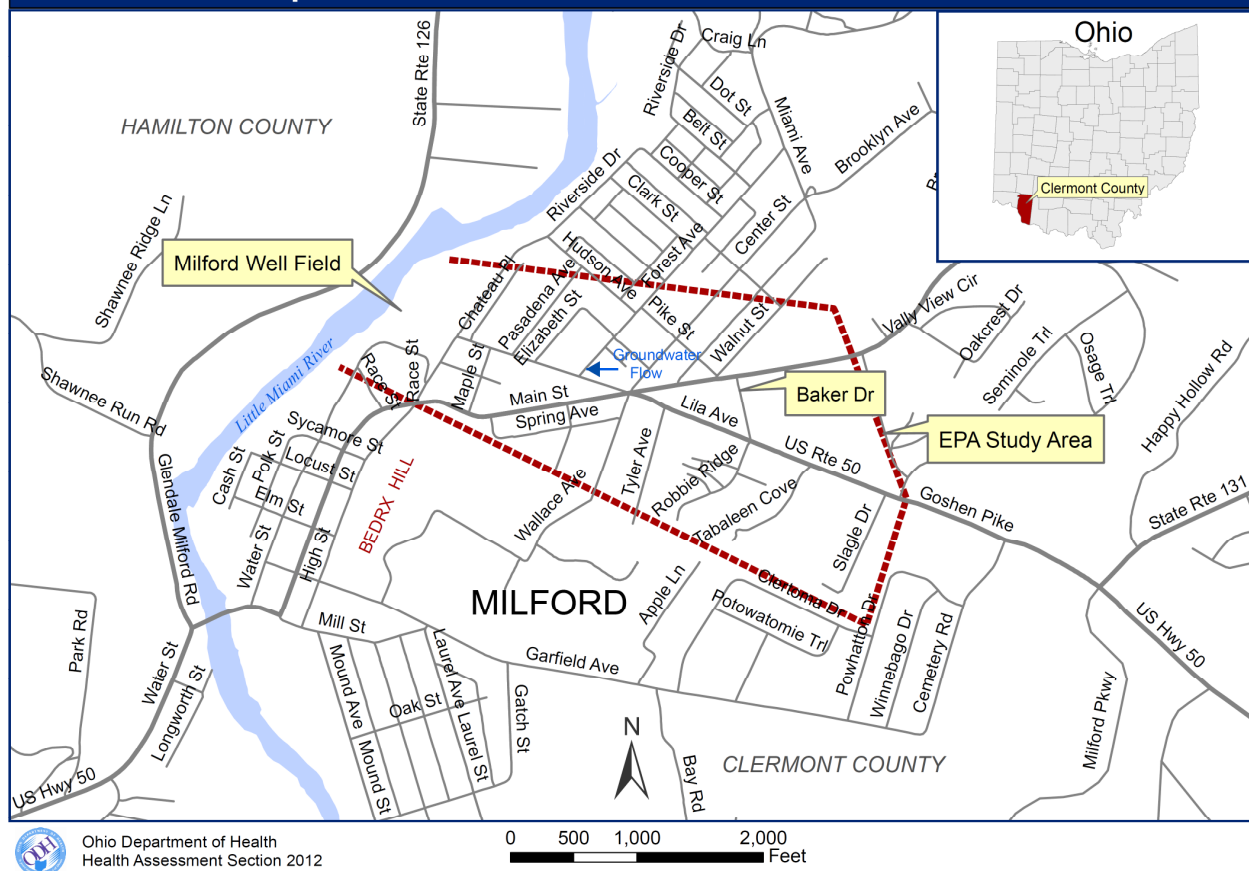 Ohio
Clermont County
HAMILTON COUNTY
State Rte 126
Riverside Dr
Craig Ln
Dot St
Beit St
Miami Ave
Brooklyn Ave
Cooper St
Clark St
Riverside Dr
Center St
Shawnee Ridge Ln
Milford Well Field
Hudson Ave
Forest Ave
Chateau Pl
Pasadena Ave
Elizabeth St
Pike St
Walnut St
Vally View Cir
Oakcrest Dr
Seminole Trl
Osage Trl
Happy Hollow Rd
Little Miami River
Groundwater
Flow
Race St
Race St
Maple St
Main St
Spring Ave
Lila Ave
Baker Dr
EPA Study Area
Shawnee Run Rd
Sycamore St
Locust St
Polk St
Cash St
Elm St
BEDRX HILL
Tyler Ave
Wallace Ave
Robbie Ridge
Tabaleen Cove
US Rte 50
Goshen Pike
State Rte 131
Slagle Dr
Glendale Milford Rd
Water St
High St
MILFORD
Apple Ln
Clertoma Dr
Potowatomie Trl
Powhatton Dr
Winnebago Dr
Cemetery Rd
US Hwy 50
Park Rd
Mill St
Garfield Ave
Water St
Longworth St
Mound Ave
Laurel Ave
Oak St
Laurel St
Gatch St
Mound St
N
Bay Rd
CLERMONT COUNTY
Milford Pkwy
US Hwy 50
ODH
Ohio Department of Health
Health Assessment Section 2012
0 500 1,000 2,000
Feet